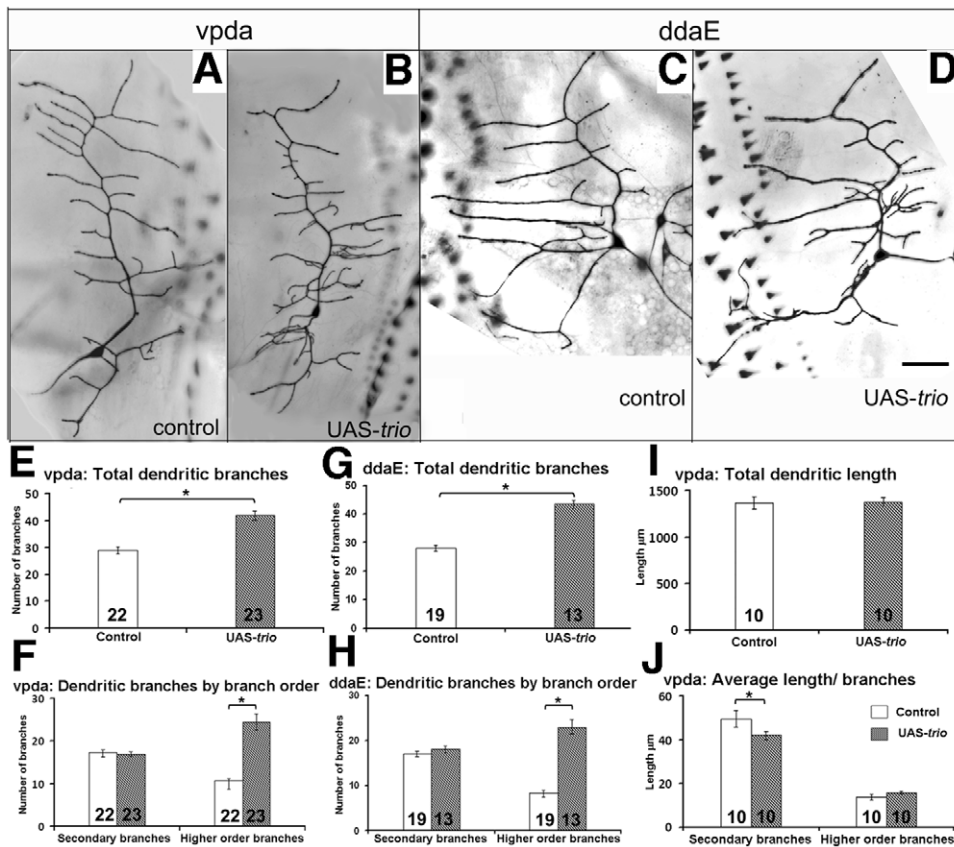 vpda
ddaE
A
B
C
D
control
UAS-trio
control
UAS-trio
E
vpda: Total dendritic branches
Number of branches
50
40
30
20
10
0
*
22
23
Control
UAS-trio
G
ddaE: Total dendritic branches
Number of branches
50
40
30
20
10
0
*
19
13
Control
UAS-trio
I
vpda: Total dendritic length
Length µm
1500
1000
500
0
10
10
Control
UAS-trio
F
vpda: Dendritic branches by branch order
Number of branches
30
20
10
0
*
22
23
22
23
Secondary branches
Higher order branches
H
ddaE: Dendritic branches by branch order
Number of branches
30
20
10
0
*
19
13
19
13
Secondary branches
Higher order branches
J
vpda: Average length/ branches
Length µm
60
40
20
0
*
Control
UAS-trio
10
10
10
10
Secondary branches
Higher order branches